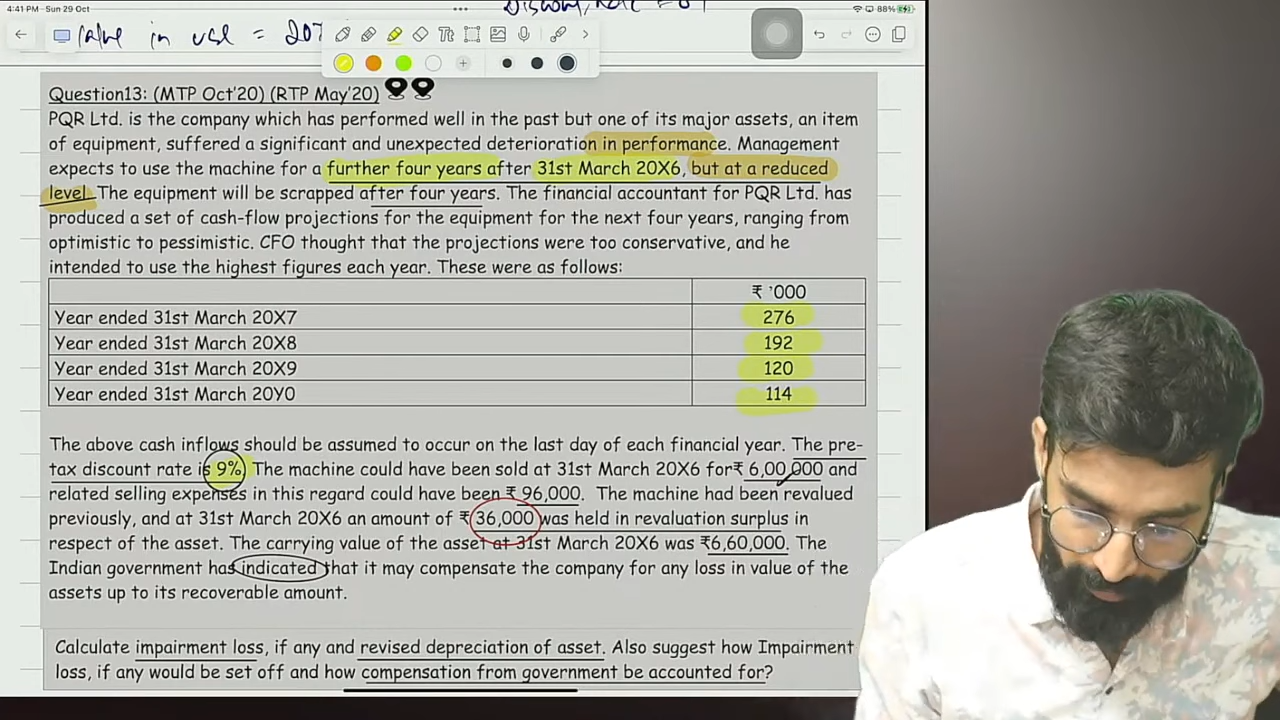 4:41 PM Sun 29 Oct
88%
value in use = 207
Tt
Question13: (MTP Oct'20) (RTP May'20)
PQR Ltd. is the company which has performed well in the past but one of its major assets, an item
of equipment, suffered a significant and unexpected deterioration in performance. Management
expects to use the machine for a further four years after 31st March 20X6, but at a reduced
level. The equipment will be scrapped after four years. The financial accountant for PQR Ltd. has
produced a set of cash-flow projections for the equipment for the next four years, ranging from
optimistic to pessimistic. CFO thought that the projections were too conservative, and he
intended to use the highest figures each year. These were as follows:
₹ '000
Year ended 31st March 20X7 276
Year ended 31st March 20X8 192
Year ended 31st March 20X9 120
Year ended 31st March 20Y0 114
The above cash inflows should be assumed to occur on the last day of each financial year. The pre-
tax discount rate is 9%. The machine could have been sold at 31st March 20X6 for₹ 6,00,000 and
related selling expenses in this regard could have been ₹ 96,000. The machine had been revalued
previously, and at 31st March 20X6 an amount of ₹ 36,000 was held in revaluation surplus in
respect of the asset. The carrying value of the asset at 31st March 20X6 was ₹6,60,000. The
Indian government has indicated that it may compensate the company for any loss in value of the
assets up to its recoverable amount.
Calculate impairment loss, if any and revised depreciation of asset. Also suggest how Impairment
loss, if any would be set off and how compensation from government be accounted for?